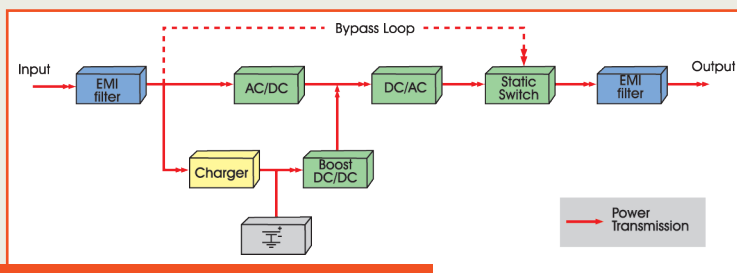 Bypass Loop
Input
EMI
filter
AC/DC
DC/AC
Static
Switch
EMI
filter
Output
Charger
Boost
DC/DC
Power
Transmission